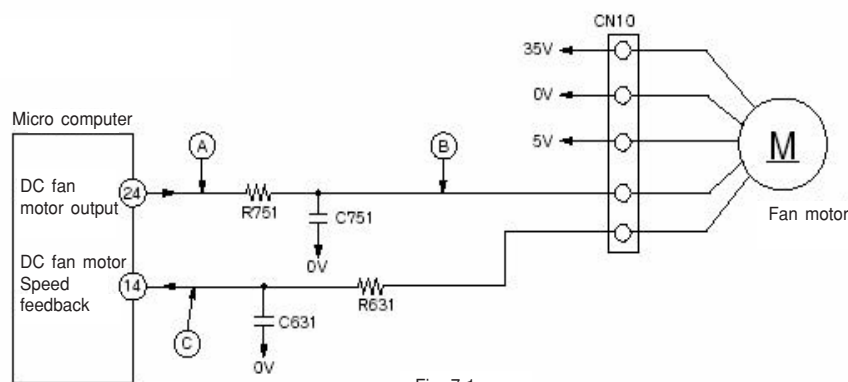 CN10
35V
0V
5V
Micro computer
A
B
M
DC fan
motor output
24
R751
C751
0V
Fan motor
DC fan motor
Speed
feedback
14
R631
C631
C
0V